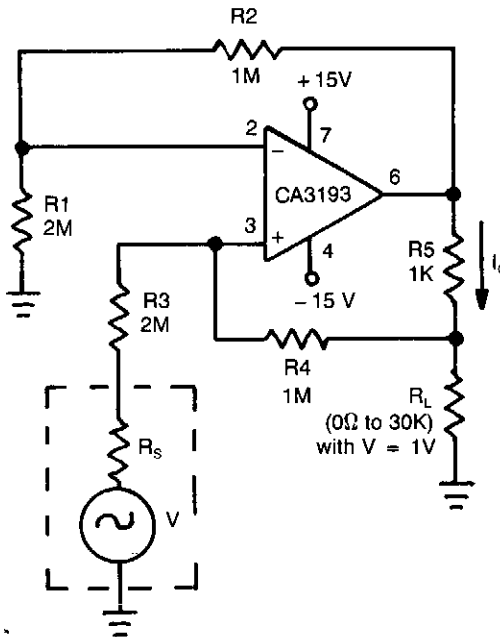 R2
1M
+15V
2
7
−
CA3193
6
R1
2M
3
+
4
−15 V
R5
1K
R3
2M
R4
1M
RL
(0Ω to 30K)
with V = 1V
RS
V